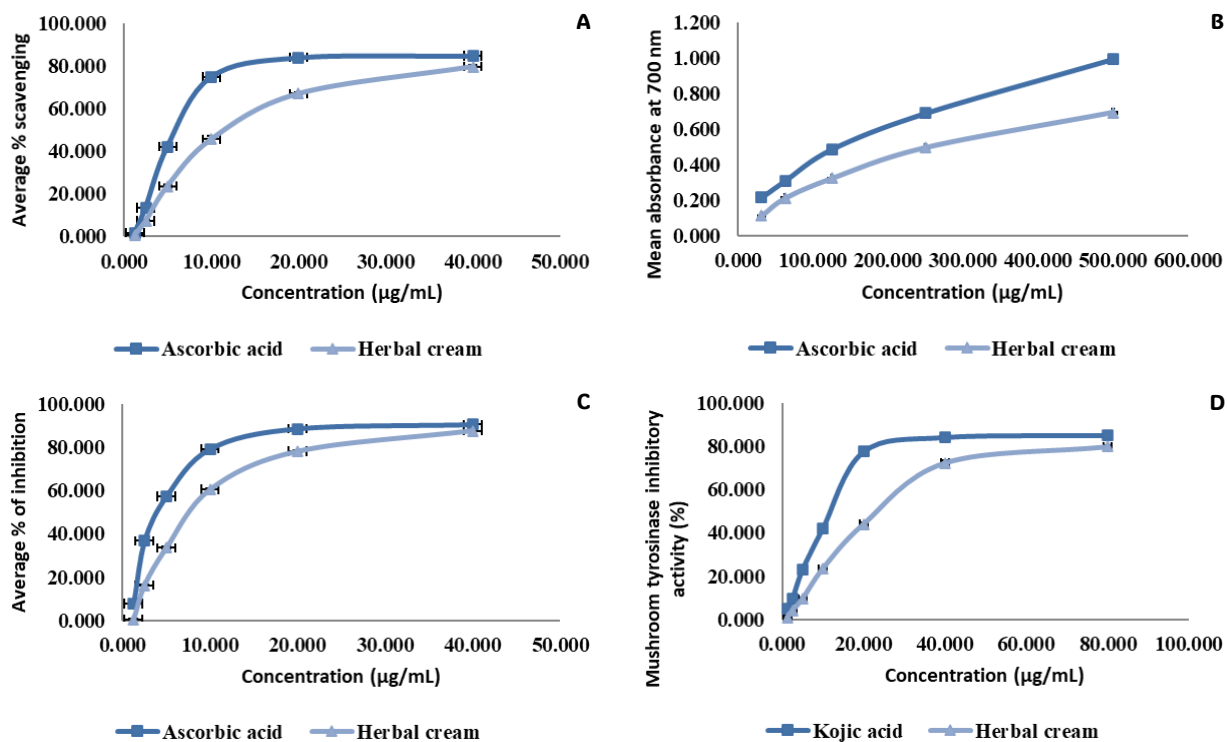 A
Average % scavenging
100.000
80.000
60.000
40.000
20.000
0.000
0.000 10.000 20.000 30.000 40.000 50.000
Concentration (µg/mL)
Ascorbic acid Herbal cream
B
Mean absorbance at 700 nm
1.200
1.000
0.800
0.600
0.400
0.200
0.000
0.000 100.000 200.000 300.000 400.000 500.000 600.000
Concentration (µg/mL)
Ascorbic acid Herbal cream
C
Average % of inhibition
100.000
80.000
60.000
40.000
20.000
0.000
0.000 10.000 20.000 30.000 40.000 50.000
Concentration (µg/mL)
Ascorbic acid Herbal cream
D
Mushroom tyrosinase inhibitory
activity (%)
100.000
80.000
60.000
40.000
20.000
0.000
0.000 20.000 40.000 60.000 80.000 100.000
Concentration (µg/mL)
Kojic acid Herbal cream